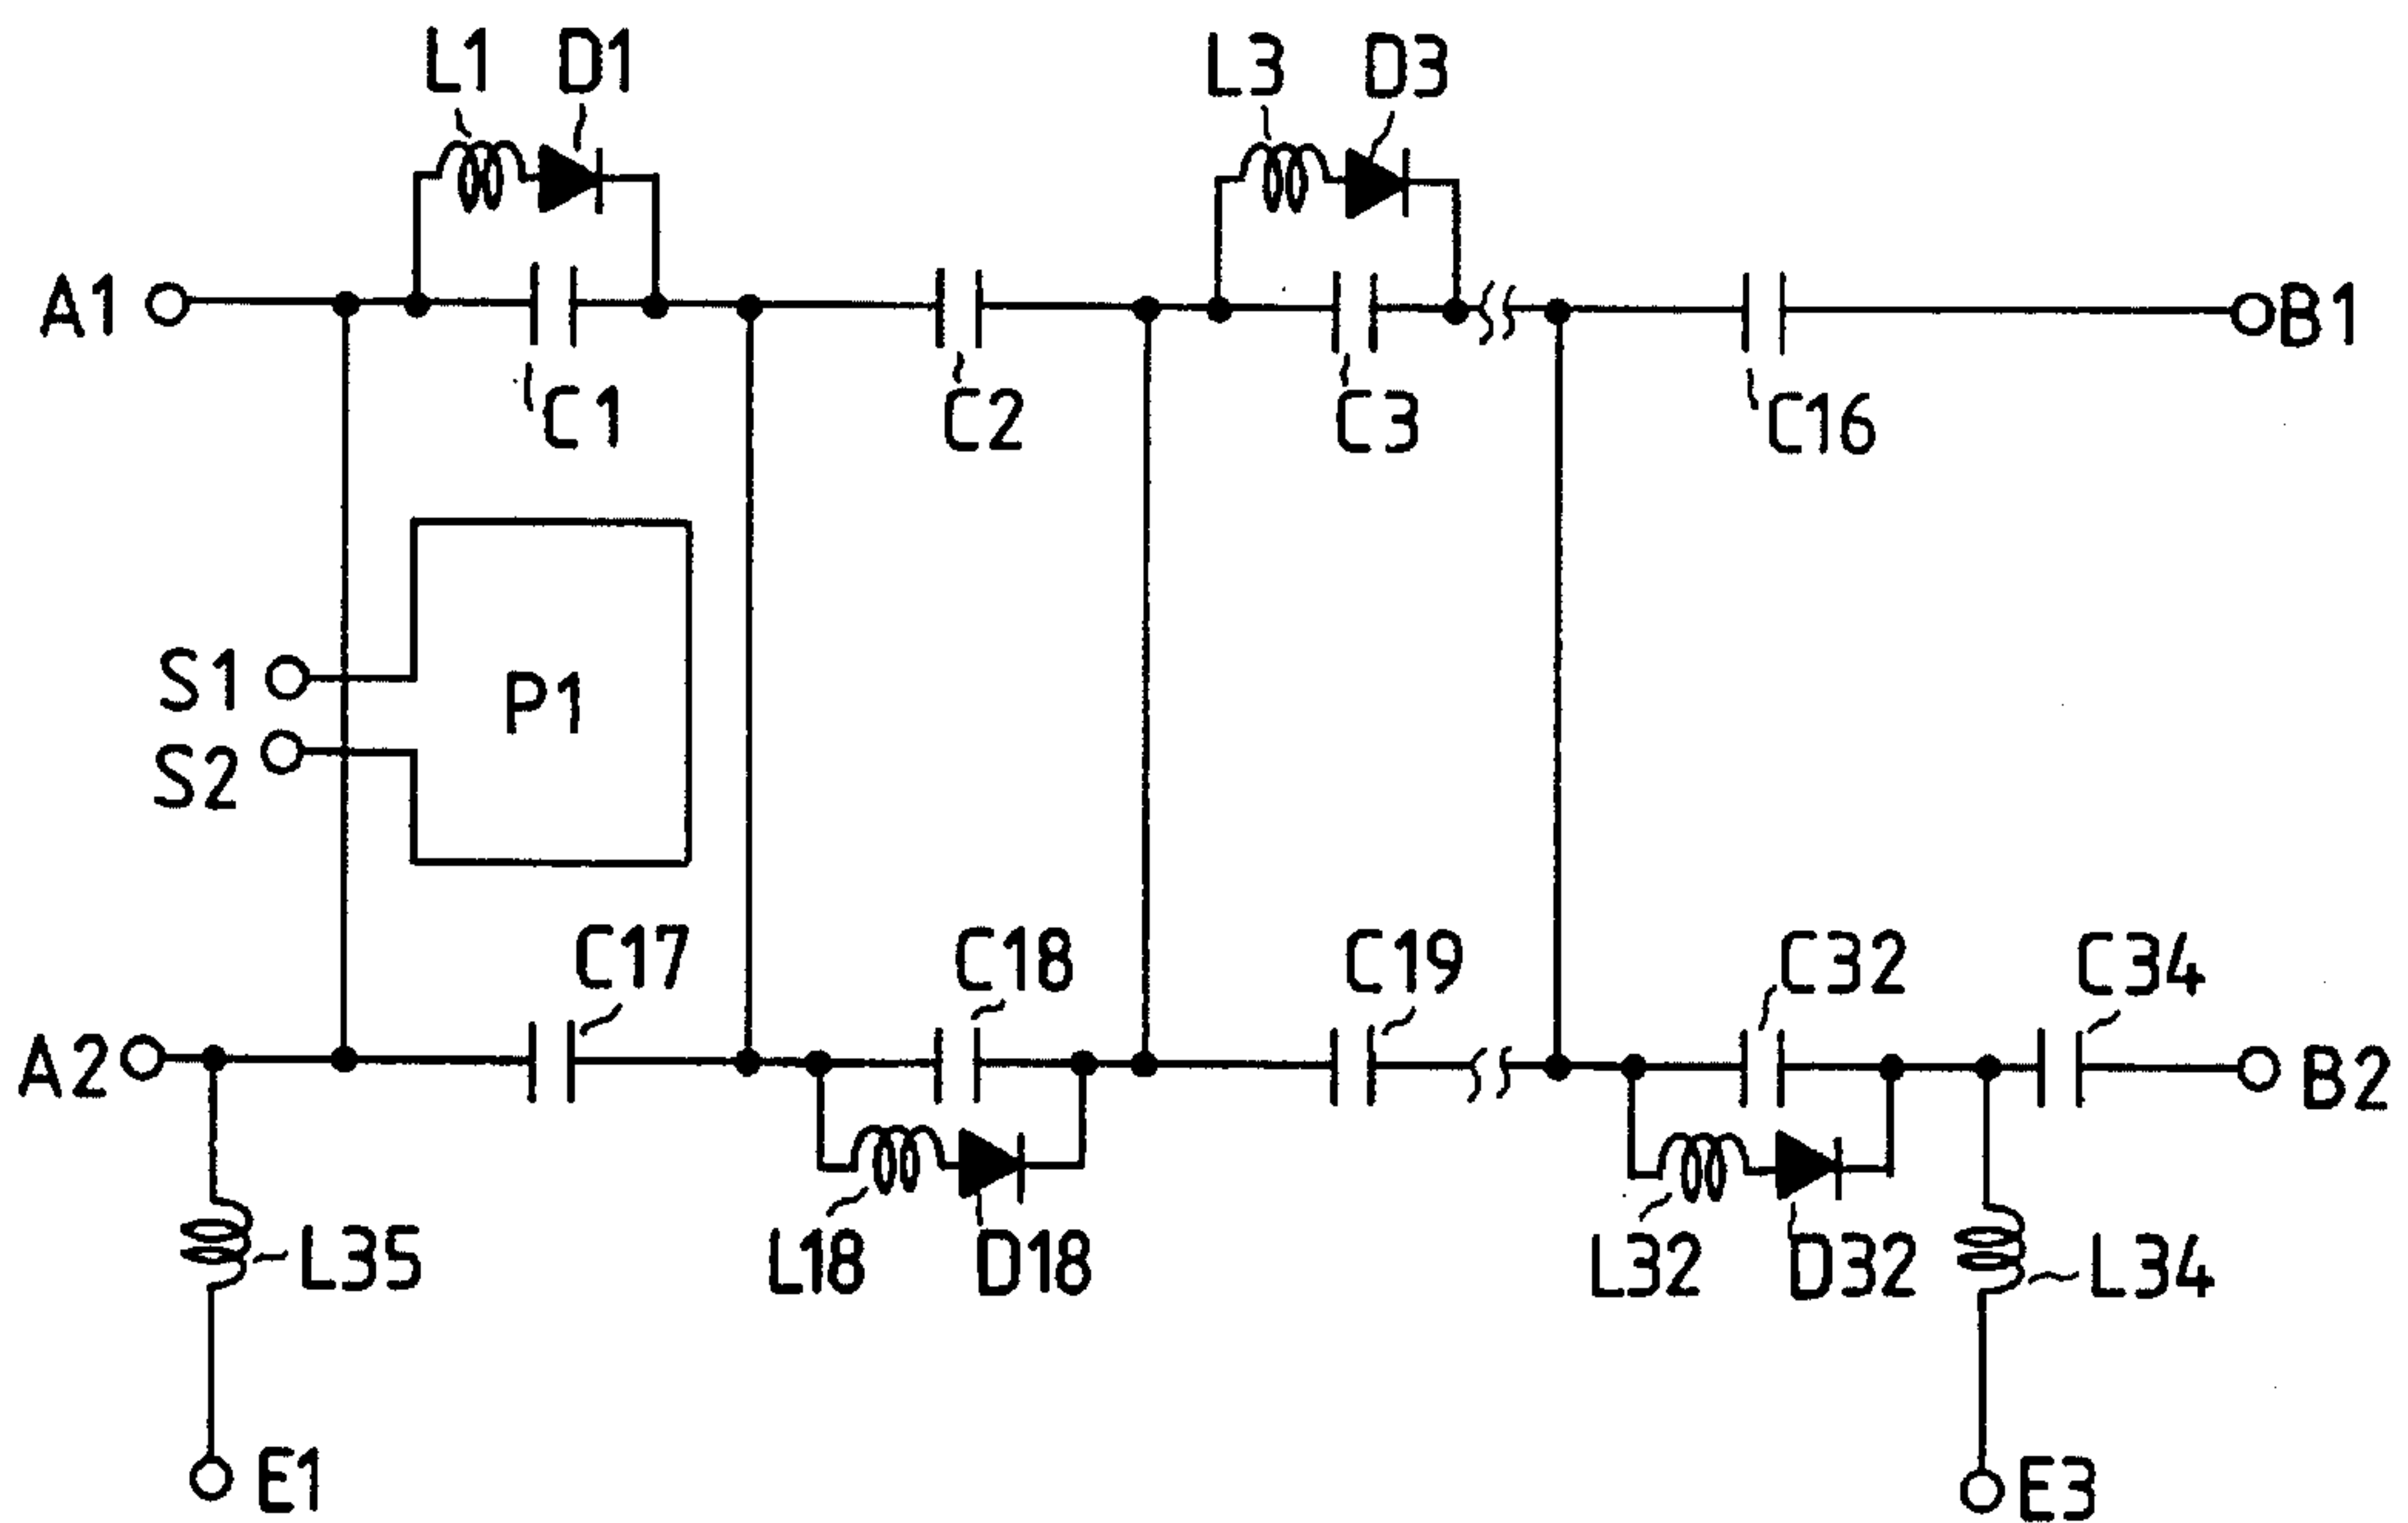 L1 D1 L3 D3
A1 B1
C1 C2 C3 C16
S1
P1
S2
C17 C18 C19 C32 C34
A2 B2
L35 L18 D18 L32 D32 L34
E1 E3